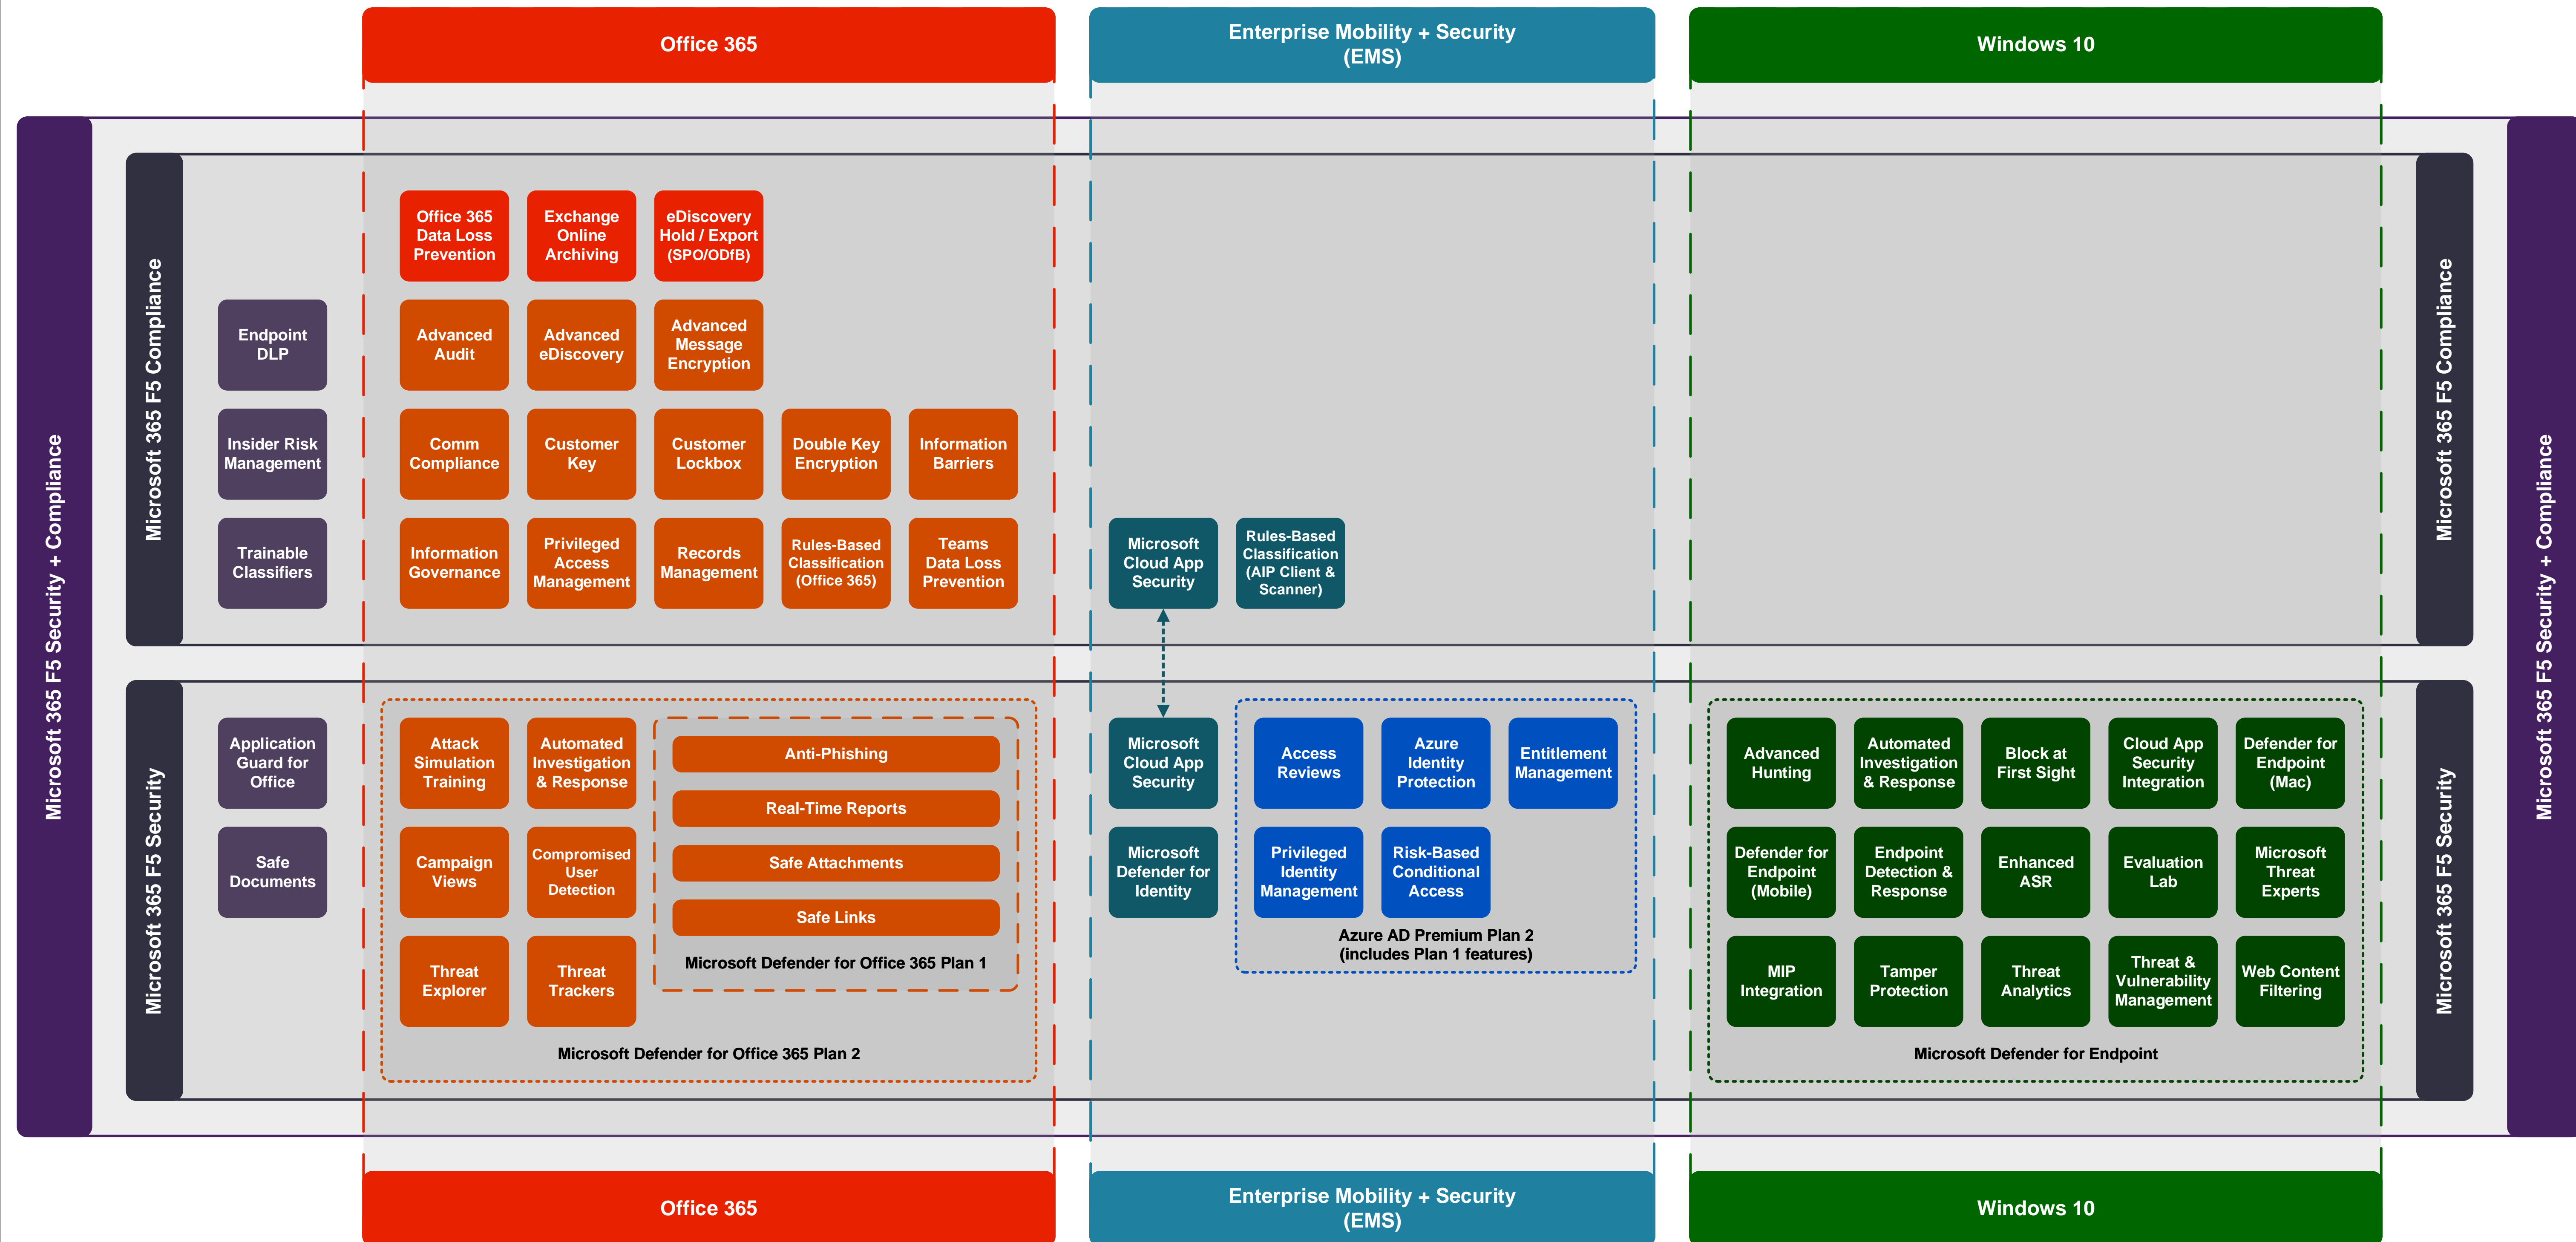 Office 365
Enterprise Mobility + Security
(EMS)
Windows 10
Microsoft 365 F5 Security + Compliance
Microsoft 365 F5 Compliance
Office 365
Data Loss
Prevention
Exchange
Online
Archiving
eDiscovery
Hold / Export
(SPO/ODfB)
Endpoint
DLP
Advanced
Audit
Advanced
eDiscovery
Advanced
Message
Encryption
Insider Risk
Management
Comm
Compliance
Customer
Key
Customer
Lockbox
Double Key
Encryption
Information
Barriers
Trainable
Classifiers
Information
Governance
Privileged
Access
Management
Records
Management
Rules-Based
Classification
(Office 365)
Teams
Data Loss
Prevention
Microsoft
Cloud App
Security
Rules-Based
Classification
(AIP Client &
Scanner)
Microsoft 365 F5 Compliance
Microsoft 365 F5 Security
Application
Guard for
Office
Safe
Documents
Attack
Simulation
Training
Automated
Investigation
& Response
Campaign
Views
Compromised
User
Detection
Threat
Explorer
Threat
Trackers
Anti-Phishing
Real-Time Reports
Safe Attachments
Safe Links
Microsoft Defender for Office 365 Plan 1
Microsoft Defender for Office 365 Plan 2
Microsoft
Cloud App
Security
Microsoft
Defender for
Identity
Access
Reviews
Azure
Identity
Protection
Entitlement
Management
Privileged
Identity
Management
Risk-Based
Conditional
Access
Azure AD Premium Plan 2
(includes Plan 1 features)
Advanced
Hunting
Automated
Investigation
& Response
Block at
First Sight
Cloud App
Security
Integration
Defender for
Endpoint
(Mac)
Defender for
Endpoint
(Mobile)
Endpoint
Detection &
Response
Enhanced
ASR
Evaluation
Lab
Microsoft
Threat
Experts
MIP
Integration
Tamper
Protection
Threat
Analytics
Threat &
Vulnerability
Management
Web Content
Filtering
Microsoft Defender for Endpoint
Microsoft 365 F5 Security
Microsoft 365 F5 Security + Compliance
Office 365
Enterprise Mobility + Security
(EMS)
Windows 10